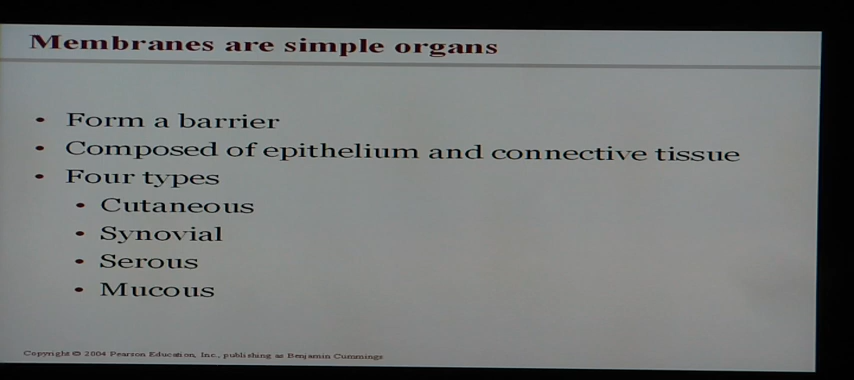 Membranes are simple organs
• Form a barrier
• Composed of epithelium and connective tissue
• Four types
• Cutaneous
• Synovial
• Serous
• Mucous
Copyright © 2004 Pearson Education, Inc., publishing as Benjamin Cummings